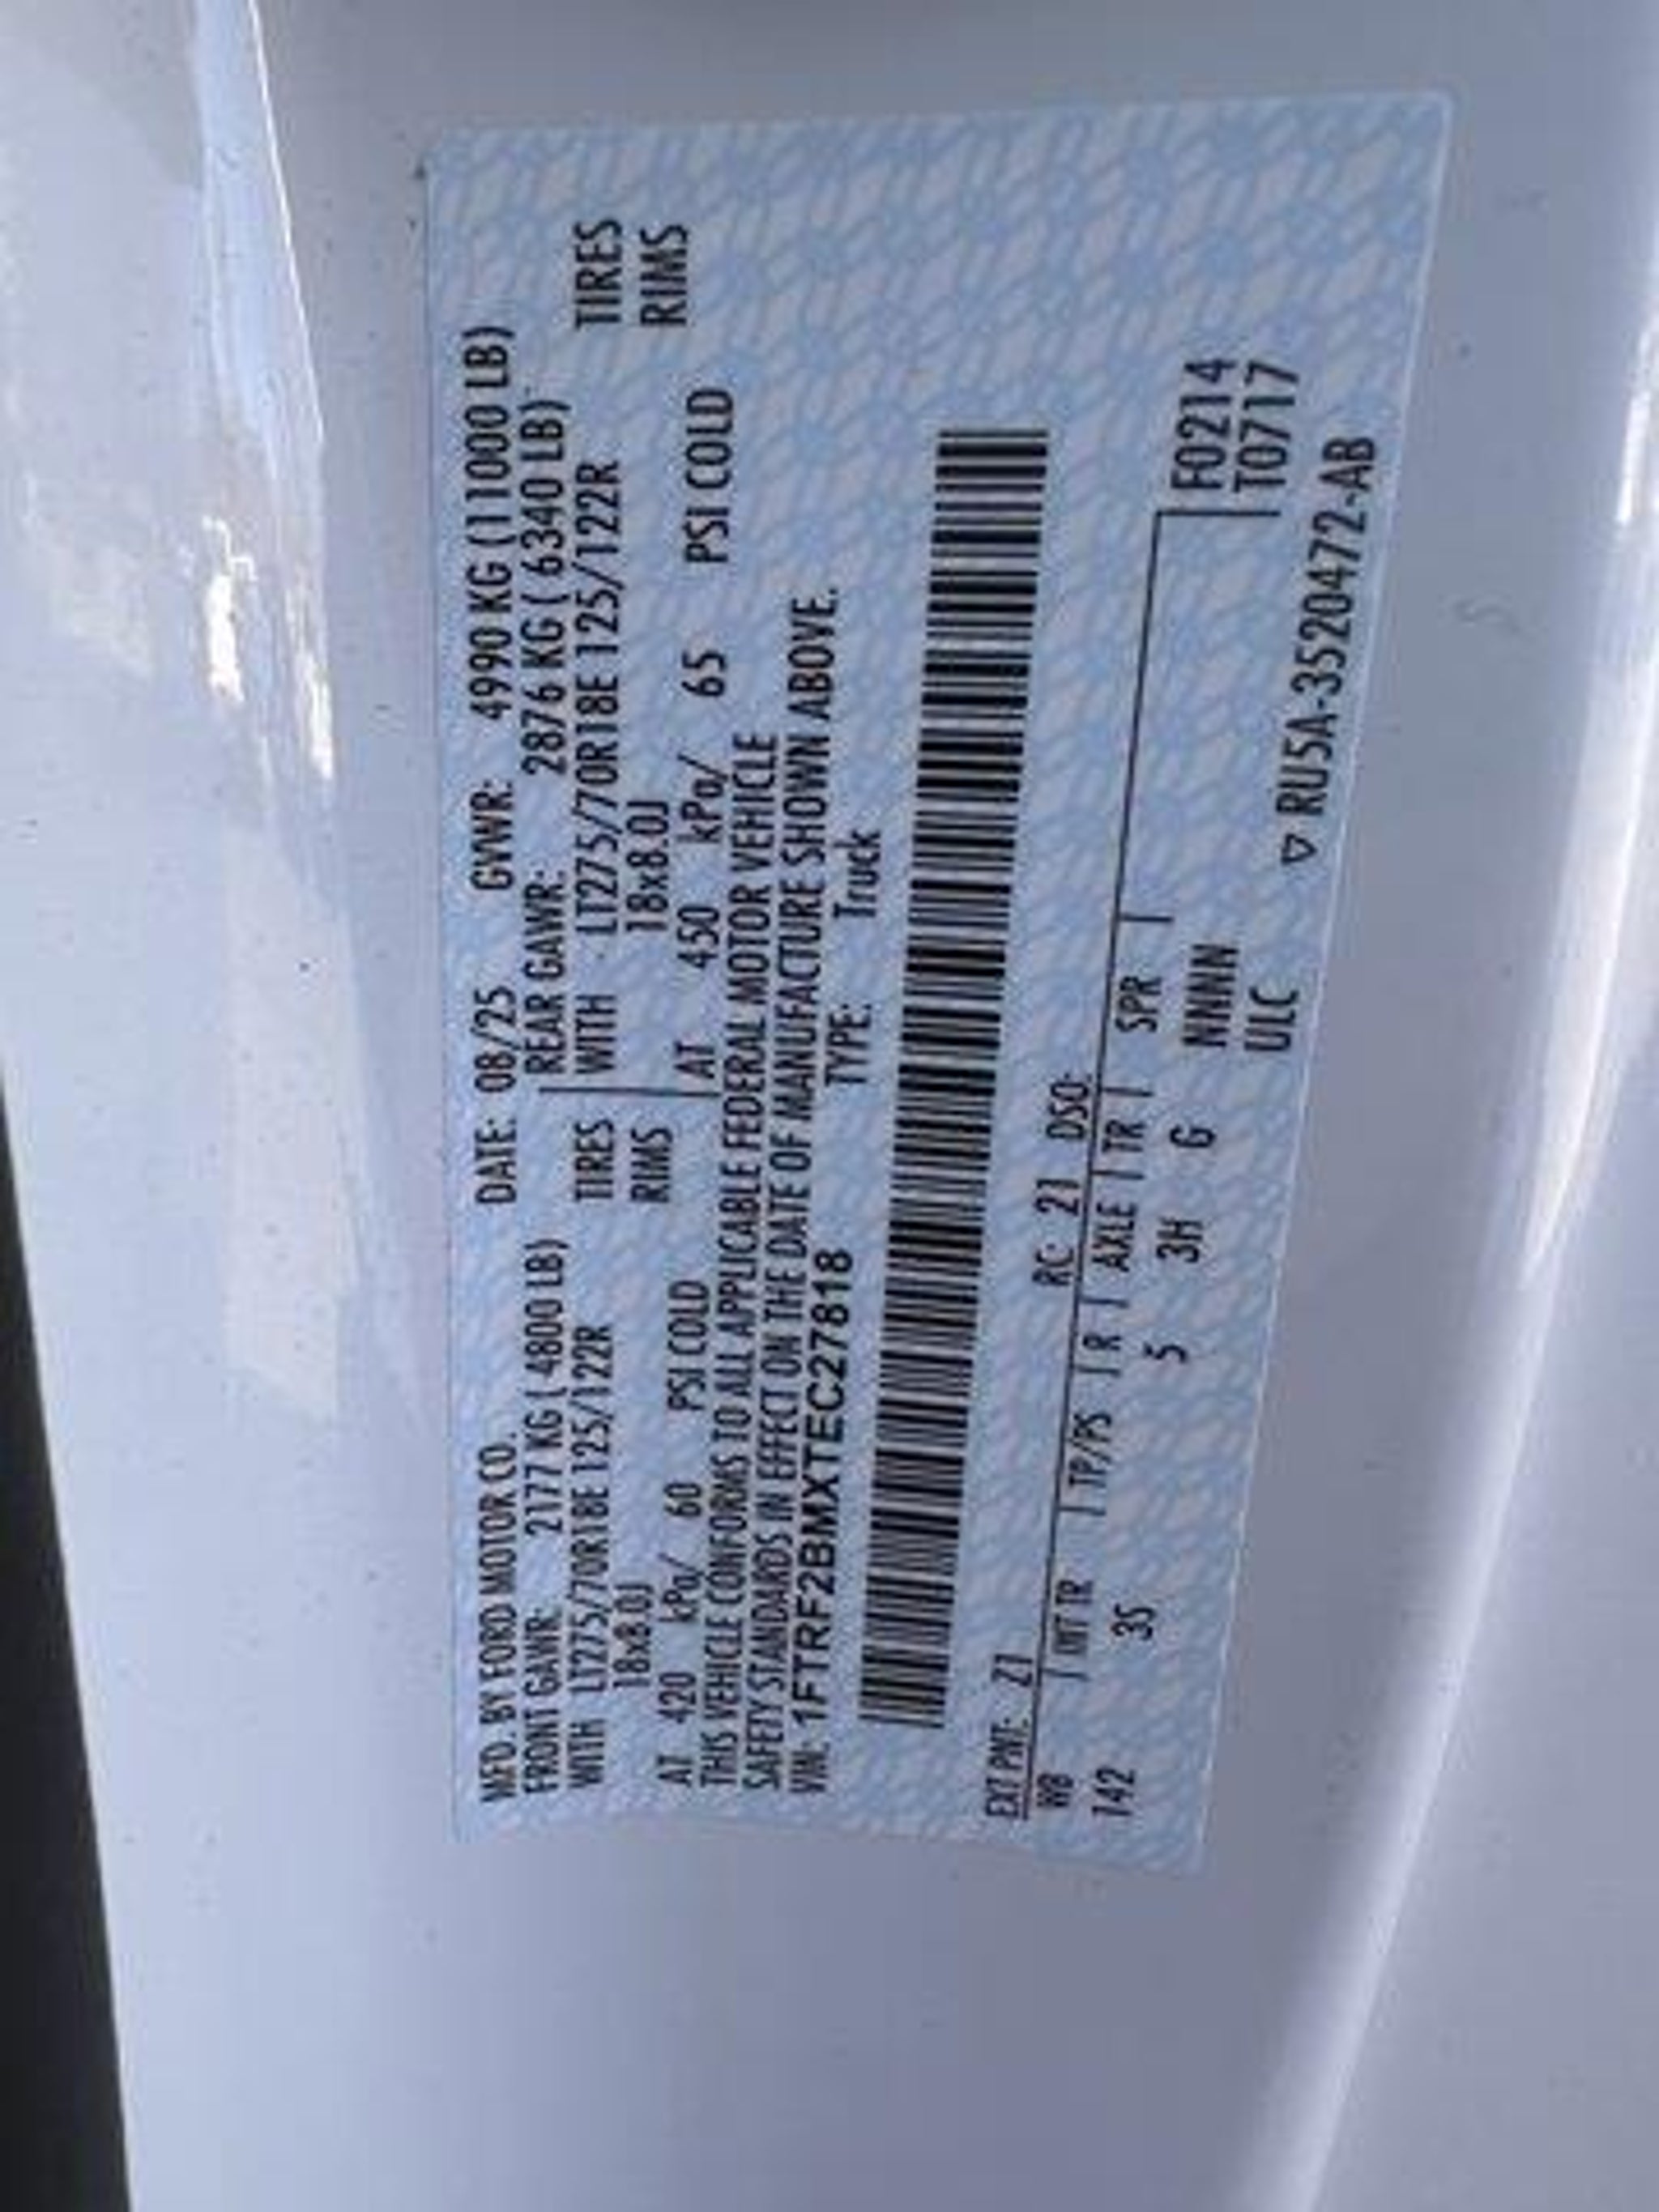 MFD. BY FORD MOTOR CO. DATE: 08/25 GVWR: 4990 KG (11000 LB)
FRONT GAWR: 2177 KG ( 4800 LB) REAR GAWR: 2876 KG ( 6340 LB)
WITH LT275/70R18E 125/122R TIRES WITH LT275/70R18E 125/122R TIRES
18x8.0J RIMS 18x8.0J RIMS
AT 420 kPa/ 60 PSI COLD AT 450 kPa/ 65 PSI COLD
THIS VEHICLE CONFORMS TO ALL APPLICABLE FEDERAL MOTOR VEHICLE
SAFETY STANDARDS IN EFFECT ON THE DATE OF MANUFACTURE SHOWN ABOVE.
VIN: 1FTRF2BMXTEC27818 TYPE: Truck
EXT PNT: Z1 RC: 21 DSO:
WB | INT TR | TP/PS | R | AXLE | TR | SPR | F0214
142 3S 5 3H G NNNN T0717
ULC
▽ RU5A-3520472-AB